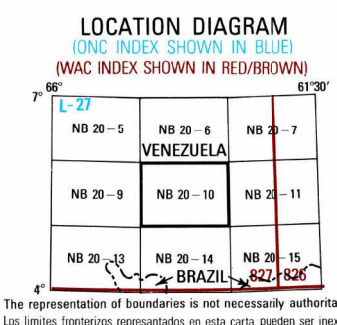 LOCATION DIAGRAM
(ONC INDEX SHOWN IN BLUE)
(WAC INDEX SHOWN IN RED/BROWN)
66° 61°30′
7°
L-27
NB 20-5 NB 20-6 NB 20-7
VENEZUELA
NB 20-9 NB 20-10 NB 20-11
NB 20-13 NB 20-14 NB 20-15
BRAZIL 827 826
4°
The representation of boundaries is not necessarily authorita
Los limites fronterizos represantados en esta carta pueden ser inex